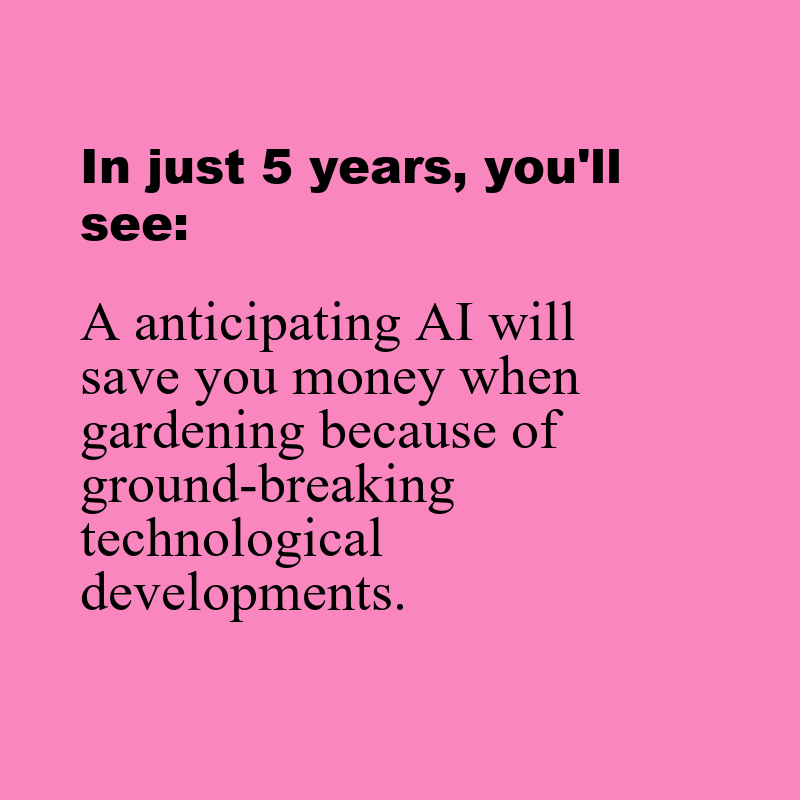 In just 5 years, you'll
see:
A anticipating AI will
save you money when
gardening because of
ground-breaking
technological
developments.